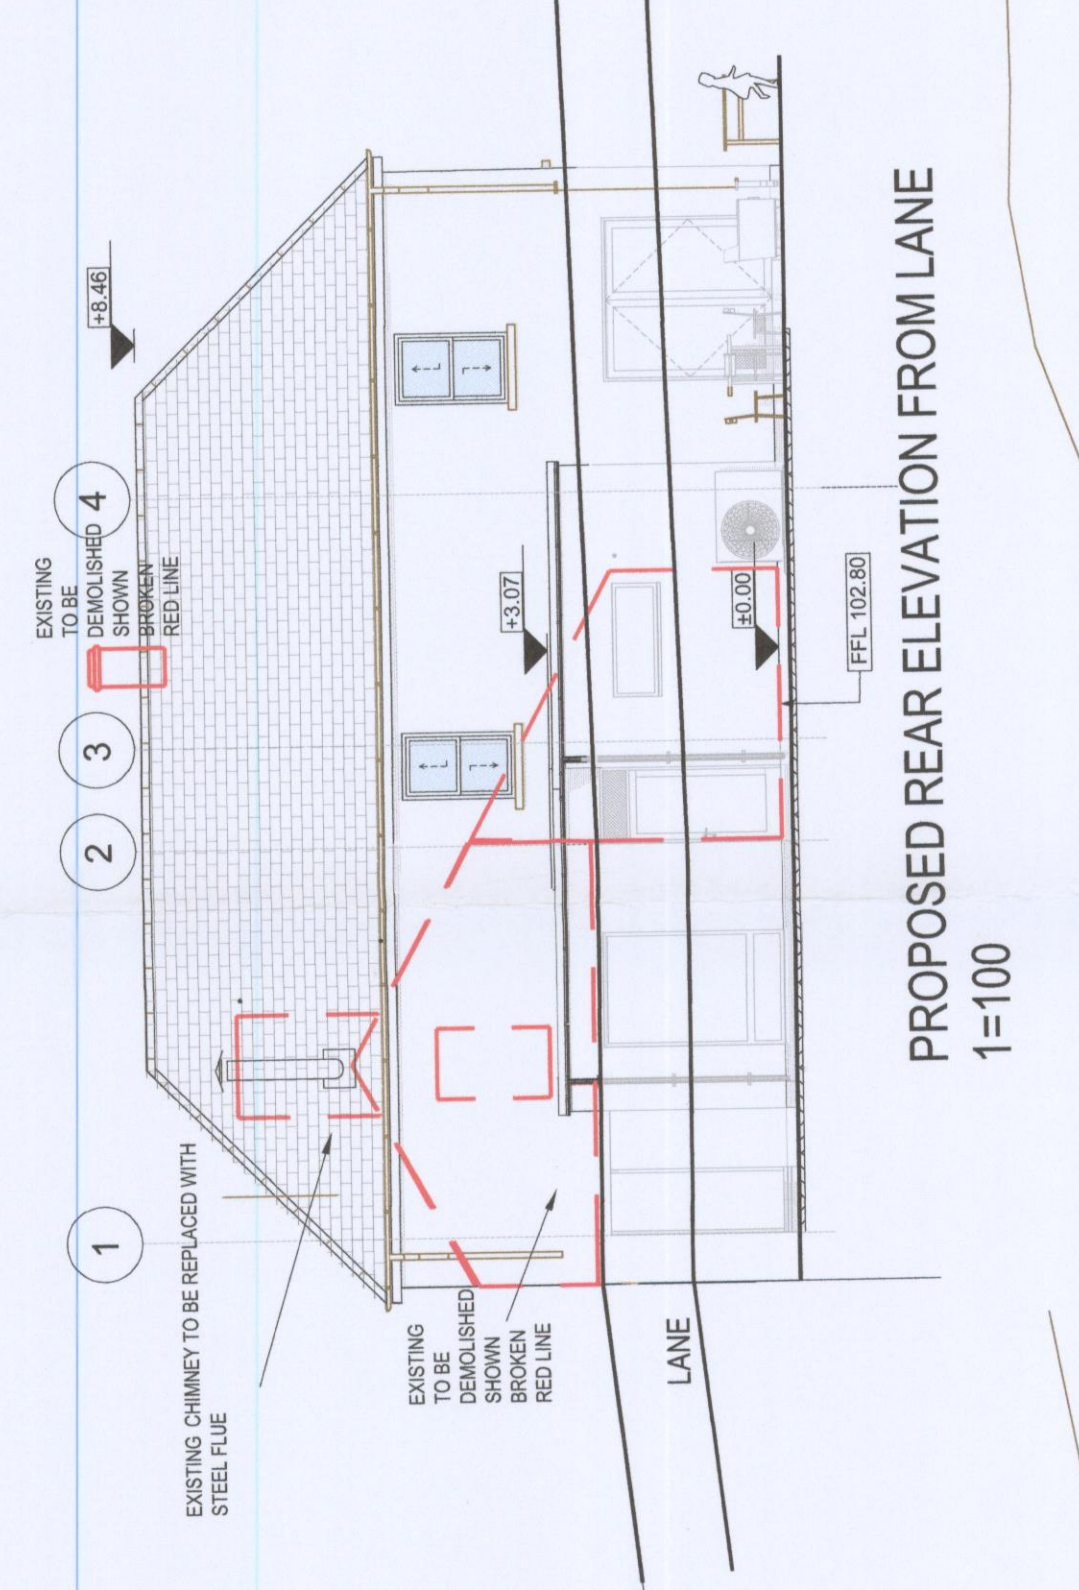 1
2
3
4
EXISTING
TO BE
DEMOLISHED
SHOWN
BROKEN
RED LINE
+8.46
EXISTING CHIMNEY TO BE REPLACED WITH
STEEL FLUE
+3.07
EXISTING
TO BE
DEMOLISHED
SHOWN
BROKEN
RED LINE
±0.00
LANE
FFL 102.80
PROPOSED REAR ELEVATION FROM LANE
1=100